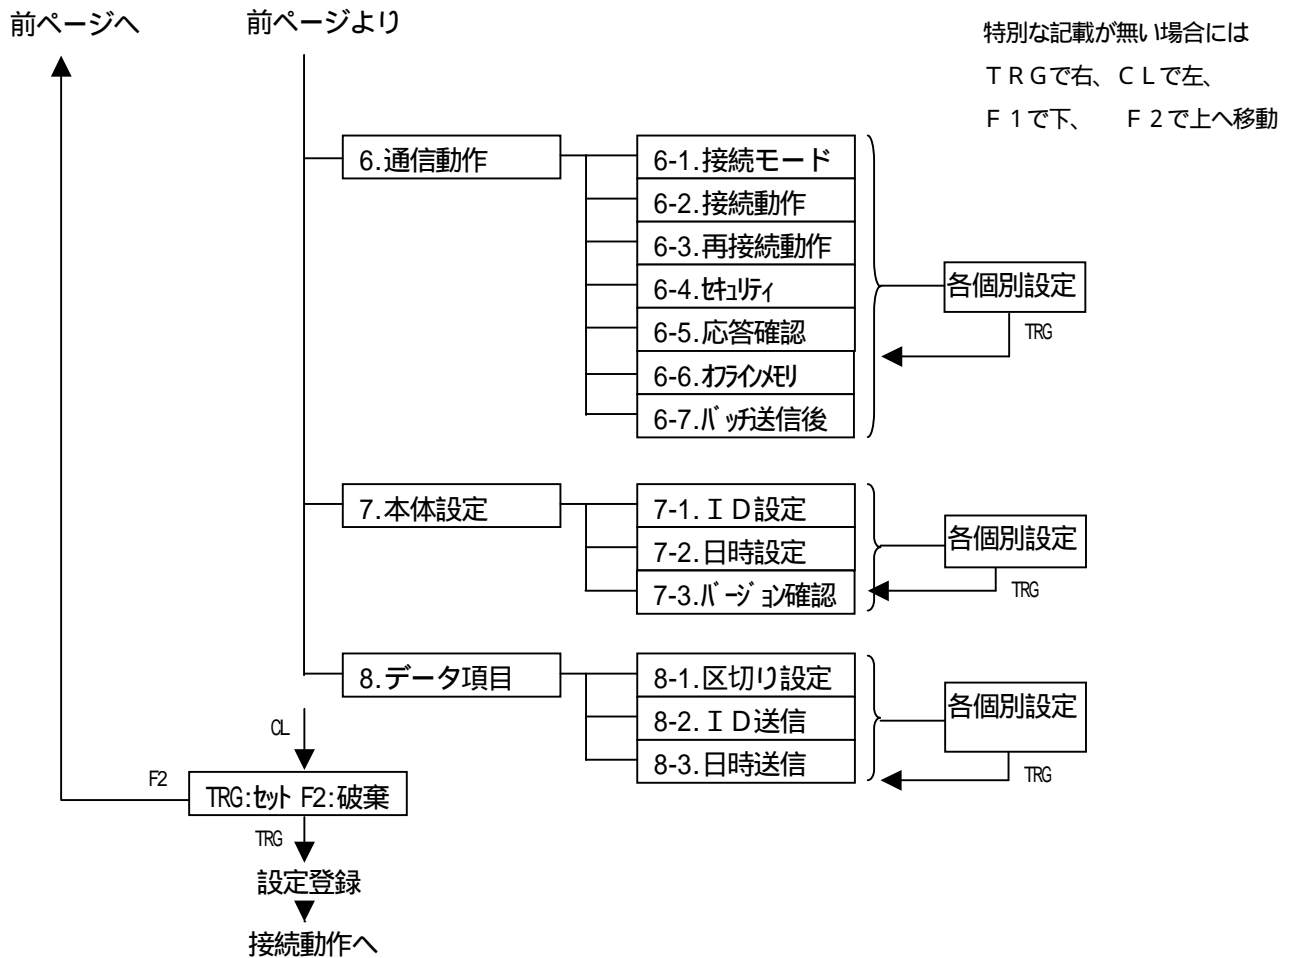 前ページへ
前ページより
特別な記載が無い場合には
ＴＲＧで右、ＣＬで左、
Ｆ１で下、　Ｆ２で上へ移動
6.通信動作
6-1.接続モード
6-2.接続動作
6-3.再接続動作
6-4.ｾｷｭﾘﾃｨ
6-5.応答確認
6-6.ｵﾌﾗｲﾝﾒﾓﾘ
6-7.ﾊﾞｯﾁ送信後
各個別設定
TRG
7.本体設定
7-1.ＩＤ設定
7-2.日時設定
7-3.ﾊﾞｰｼﾞｮﾝ確認
各個別設定
TRG
8.データ項目
8-1.区切り設定
8-2.ＩＤ送信
8-3.日時送信
各個別設定
TRG
CL
F2
TRG:ｾｯﾄ F2:破棄
TRG
設定登録
接続動作へ